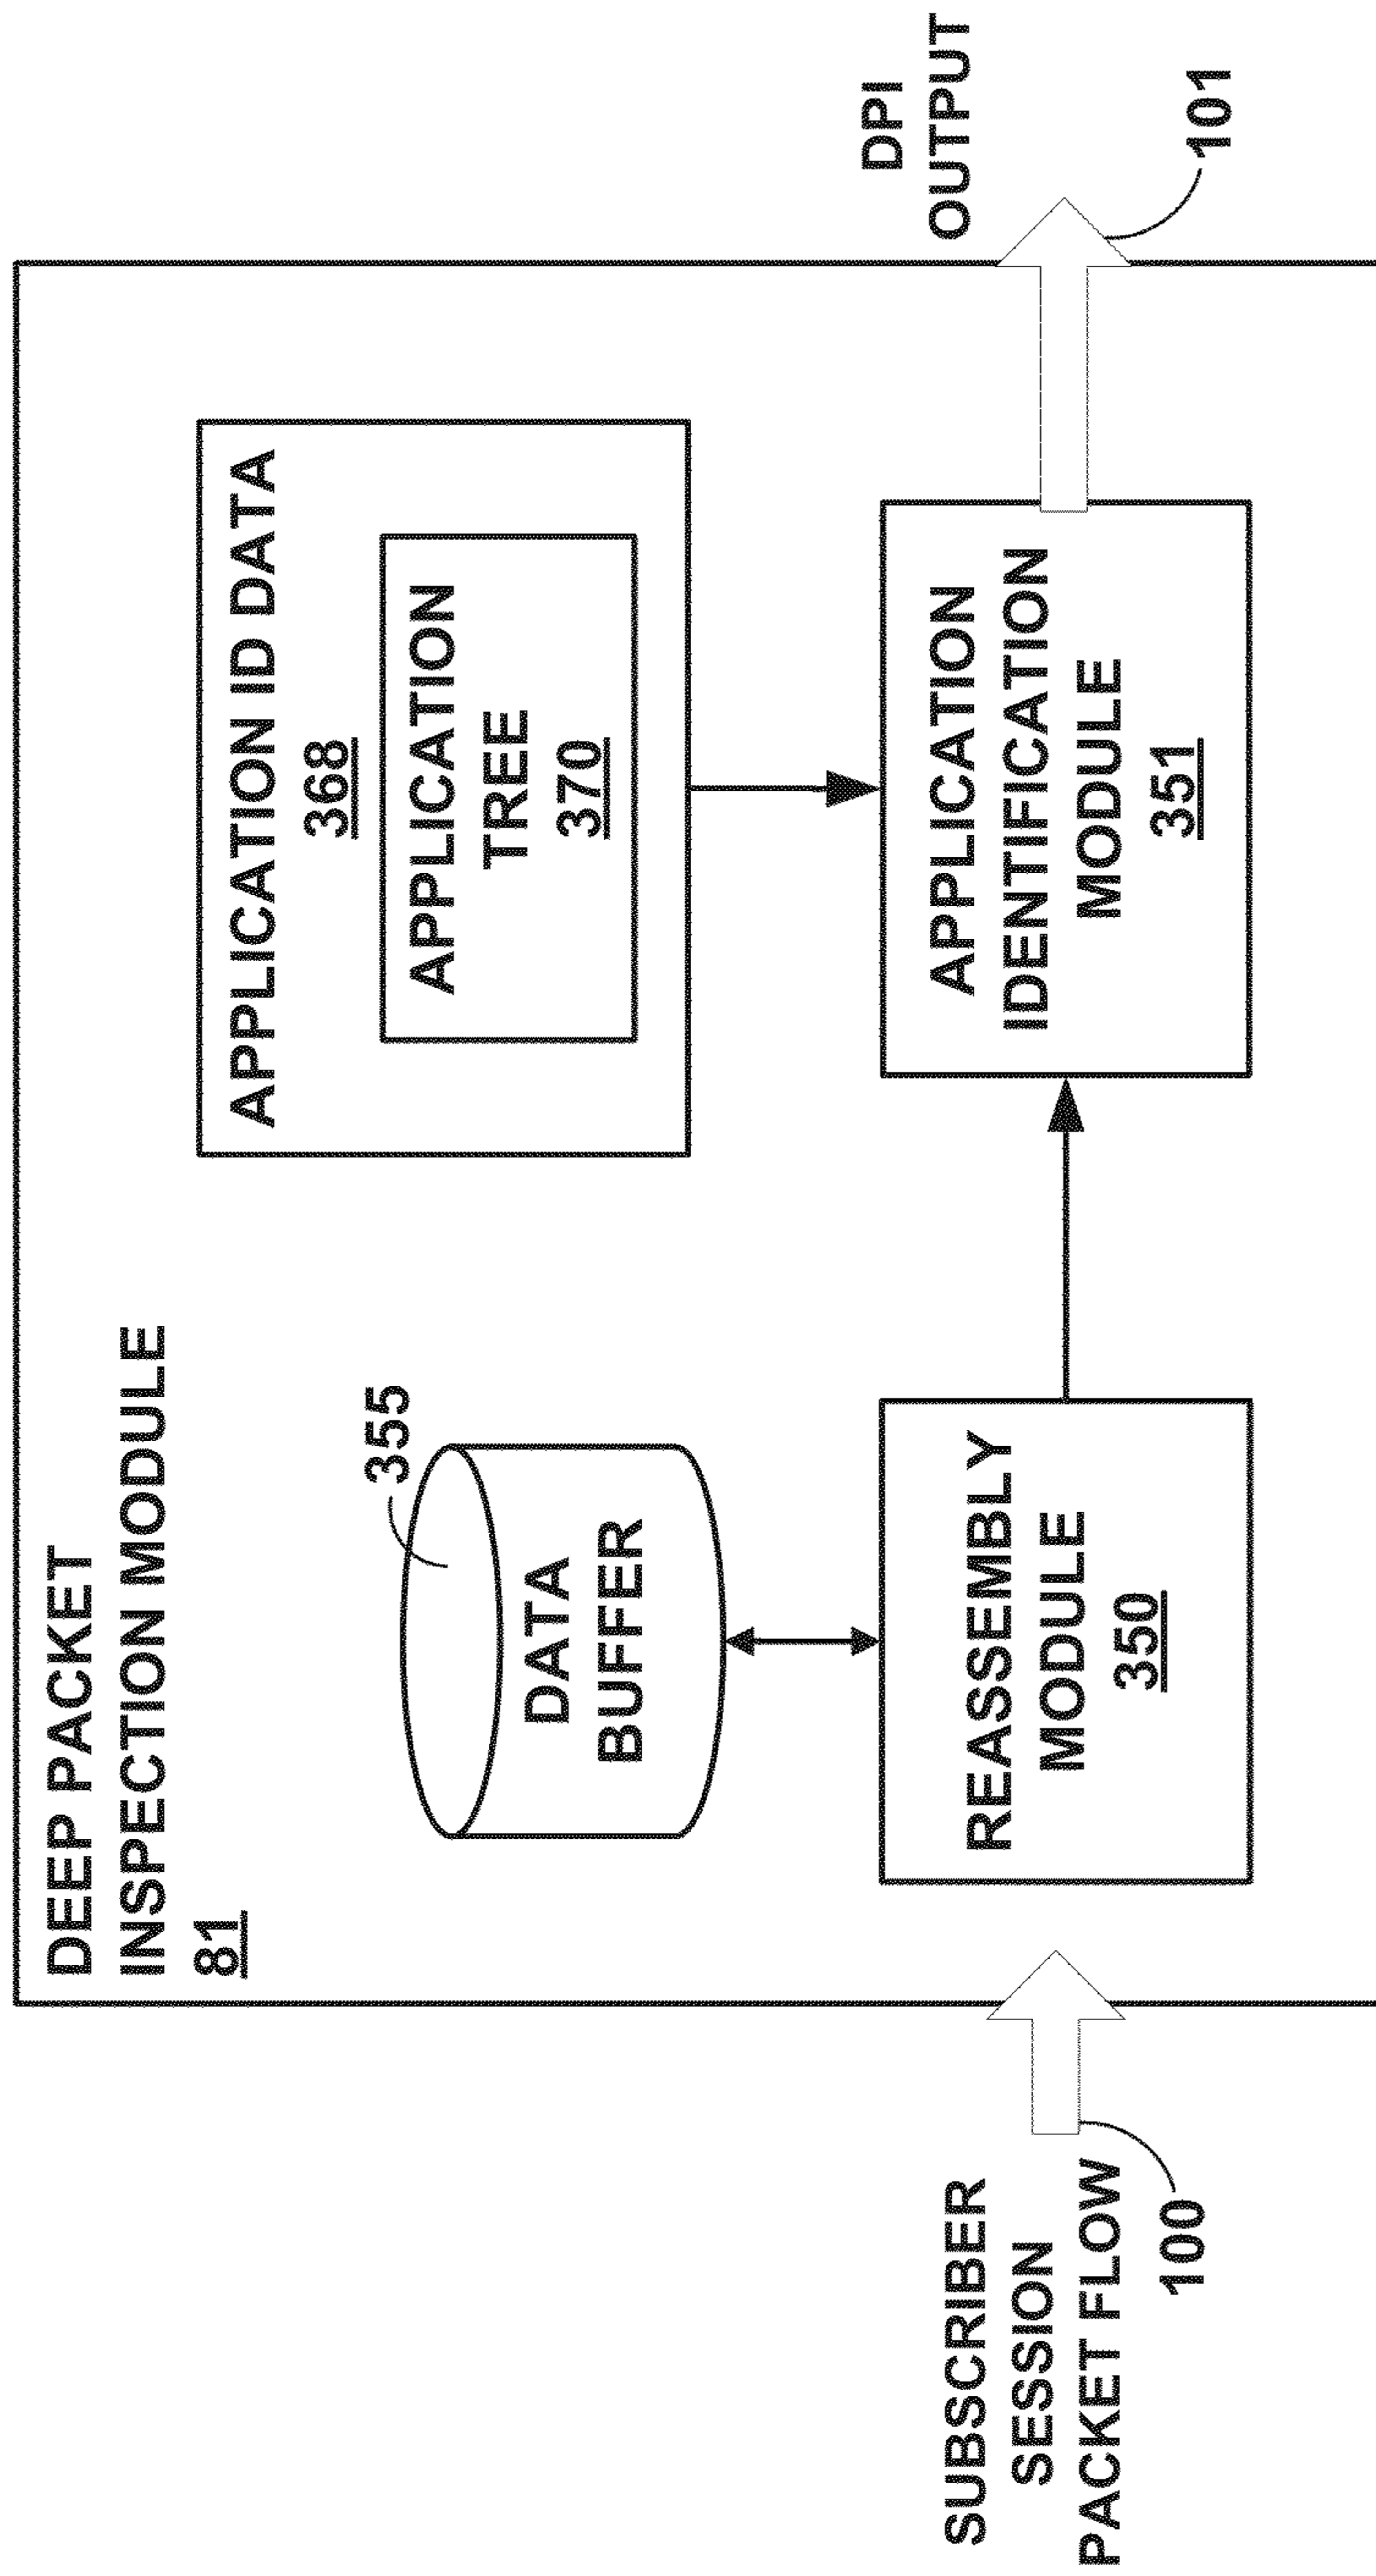 DEEP PACKET
INSPECTION MODULE
81
355
DATA
BUFFER
APPLICATION ID DATA
368
APPLICATION
TREE
370
SUBSCRIBER
SESSION
PACKET FLOW
100
REASSEMBLY
MODULE
350
APPLICATION
IDENTIFICATION
MODULE
351
DPI
OUTPUT
101